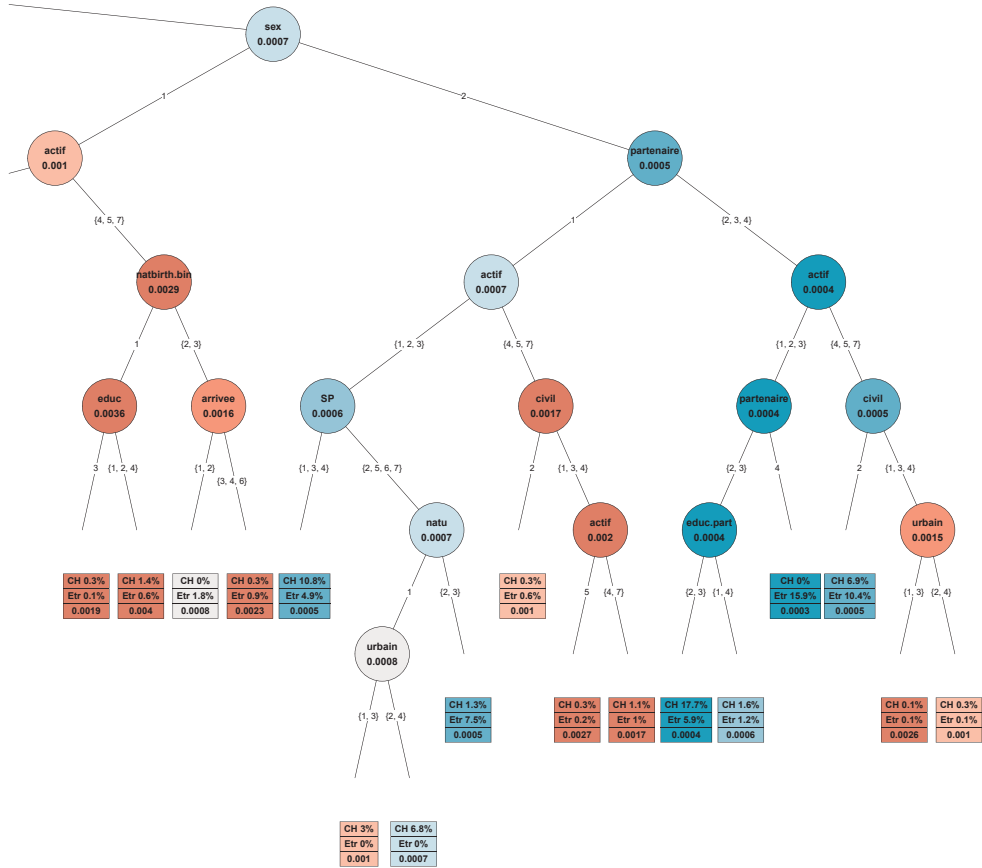 sex
0.0007
1
2
actif
0.001
partenaire
0.0005
{4, 5, 7}
1
{2, 3, 4}
natbirth.bin
0.0029
actif
0.0007
actif
0.0004
1
{2, 3}
{1, 2, 3}
{4, 5, 7}
{1, 2, 3}
{4, 5, 7}
educ
0.0036
arrivee
0.0016
SP
0.0006
civil
0.0017
partenaire
0.0004
civil
0.0005
3
{1, 2, 4}
{1, 2}
{3, 4, 6}
{1, 3, 4}
{2, 5, 6, 7}
2
{1, 3, 4}
{2, 3}
4
2
{1, 3, 4}
natu
0.0007
actif
0.002
educ.part
0.0004
urbain
0.0015
CH 0.3%
Etr 0.1%
0.0019
CH 1.4%
Etr 0.6%
0.004
CH 0%
Etr 1.8%
0.0008
CH 0.3%
Etr 0.9%
0.0023
CH 10.8%
Etr 4.9%
0.0005
CH 0.3%
Etr 0.6%
0.001
CH 0%
Etr 15.9%
0.0003
CH 6.9%
Etr 10.4%
0.0005
1
{2, 3}
5
{4, 7}
{2, 3}
{1, 4}
{1, 3}
{2, 4}
urbain
0.0008
{1, 3}
{2, 4}
CH 1.3%
Etr 7.5%
0.0005
CH 0.3%
Etr 0.2%
0.0027
CH 1.1%
Etr 1%
0.0017
CH 17.7%
Etr 5.9%
0.0004
CH 1.6%
Etr 1.2%
0.0006
CH 0.1%
Etr 0.1%
0.0026
CH 0.3%
Etr 0.1%
0.001
CH 3%
Etr 0%
0.001
CH 6.8%
Etr 0%
0.0007